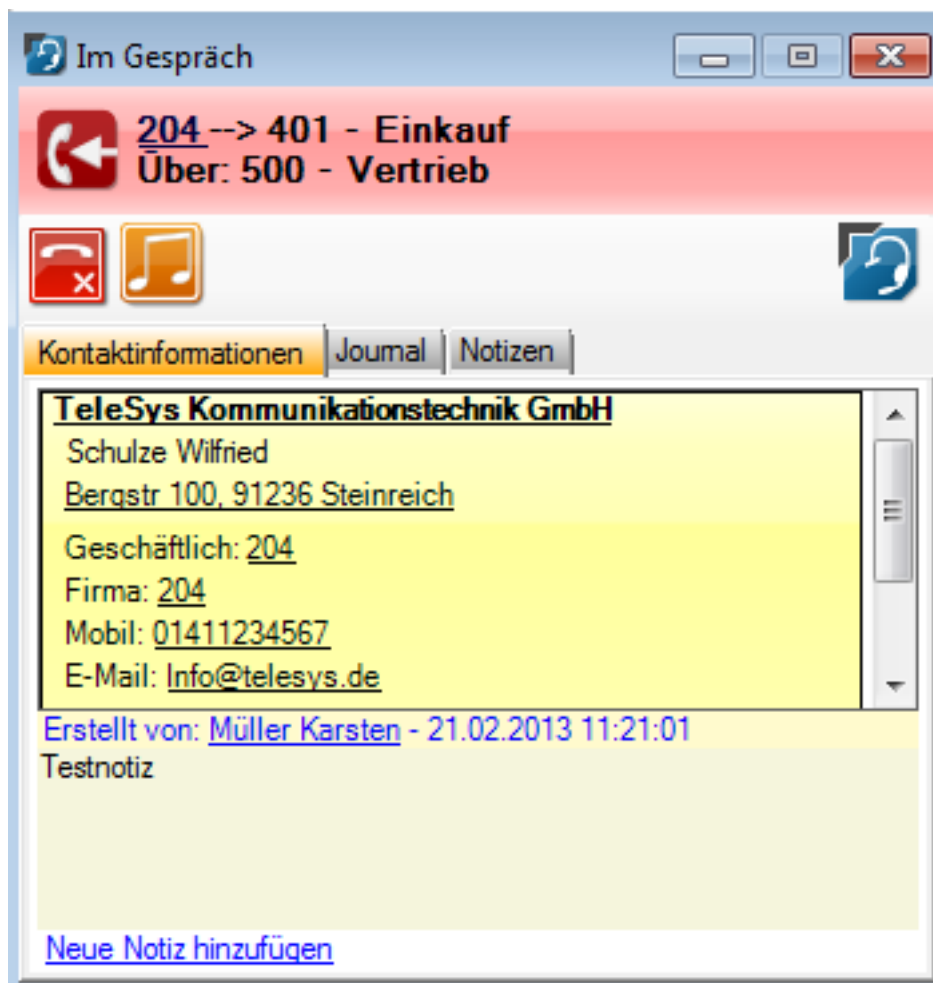 Im Gespräch
204 --> 401 - Einkauf
Über: 500 - Vertrieb
Kontaktinformationen Journal Notizen
TeleSys Kommunikationstechnik GmbH
Schulze Wilfried
Bergstr 100, 91236 Steinreich
Geschäftlich: 204
Firma: 204
Mobil: 01411234567
E-Mail: Info@telesys.de
Erstellt von: Müller Karsten - 21.02.2013 11:21:01
Testnotiz
Neue Notiz hinzufügen